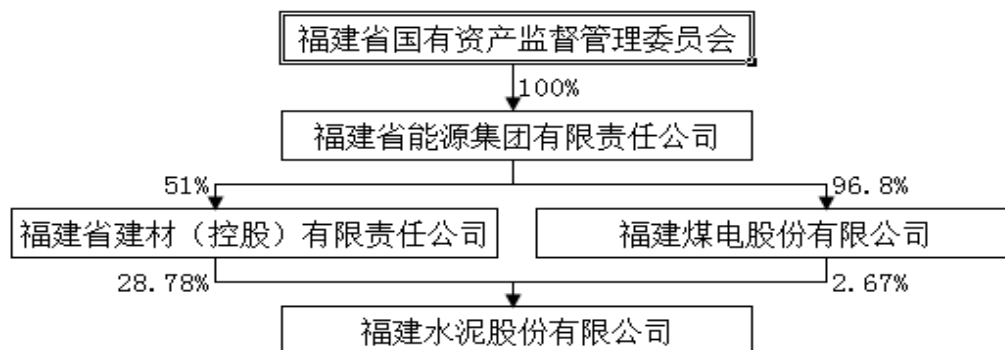 福建省国有资产监督管理委员会
100%
福建省能源集团有限责任公司
51%
96.8%
福建省建材（控股）有限责任公司
福建煤电股份有限公司
28.78%
2.67%
福建水泥股份有限公司